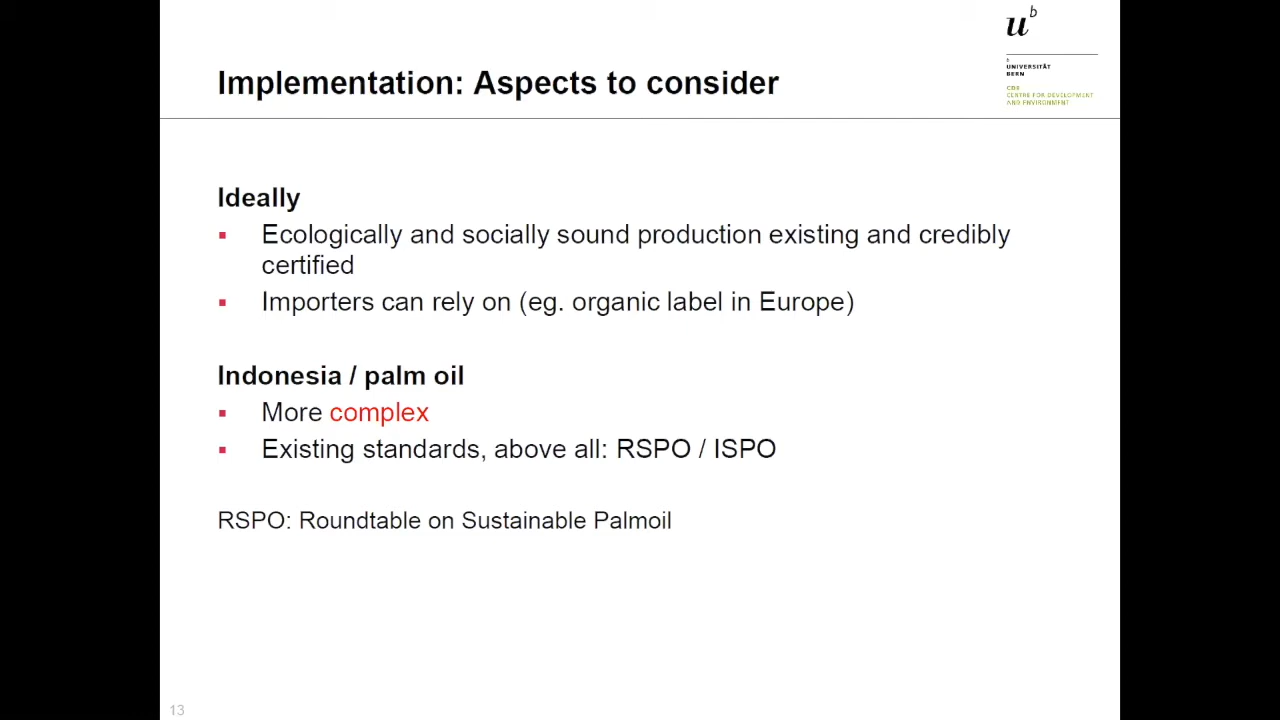 u b
Implementation: Aspects to consider
b
UNIVERSITÄT
BERN
CDE
CENTRE FOR DEVELOPMENT
AND ENVIRONMENT
Ideally
▪ Ecologically and socially sound production existing and credibly
certified
▪ Importers can rely on (eg. organic label in Europe)
Indonesia / palm oil
▪ More complex
▪ Existing standards, above all: RSPO / ISPO
RSPO: Roundtable on Sustainable Palmoil
13